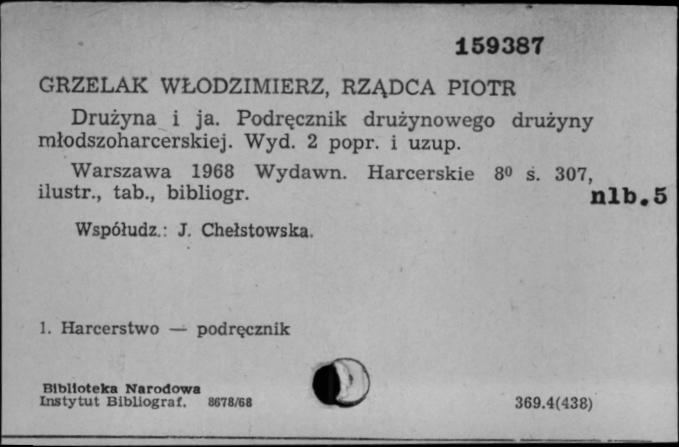 159387
GRZELAK WŁODZIMIERZ, RZĄDCA PIOTR
Drużyna i ja. Podręcznik drużynowego drużyny
młodszoharcerskiej. Wyd. 2 popr. i uzup.
Warszawa 1968 Wydawn. Harcerskie 8⁰ s. 307,
ilustr., tab., bibliogr. nlb.5
Współudz.: J. Chełstowska.
1. Harcerstwo — podręcznik
Biblioteka Narodowa
Instytut Bibliograf. 8678/68 369.4(438)